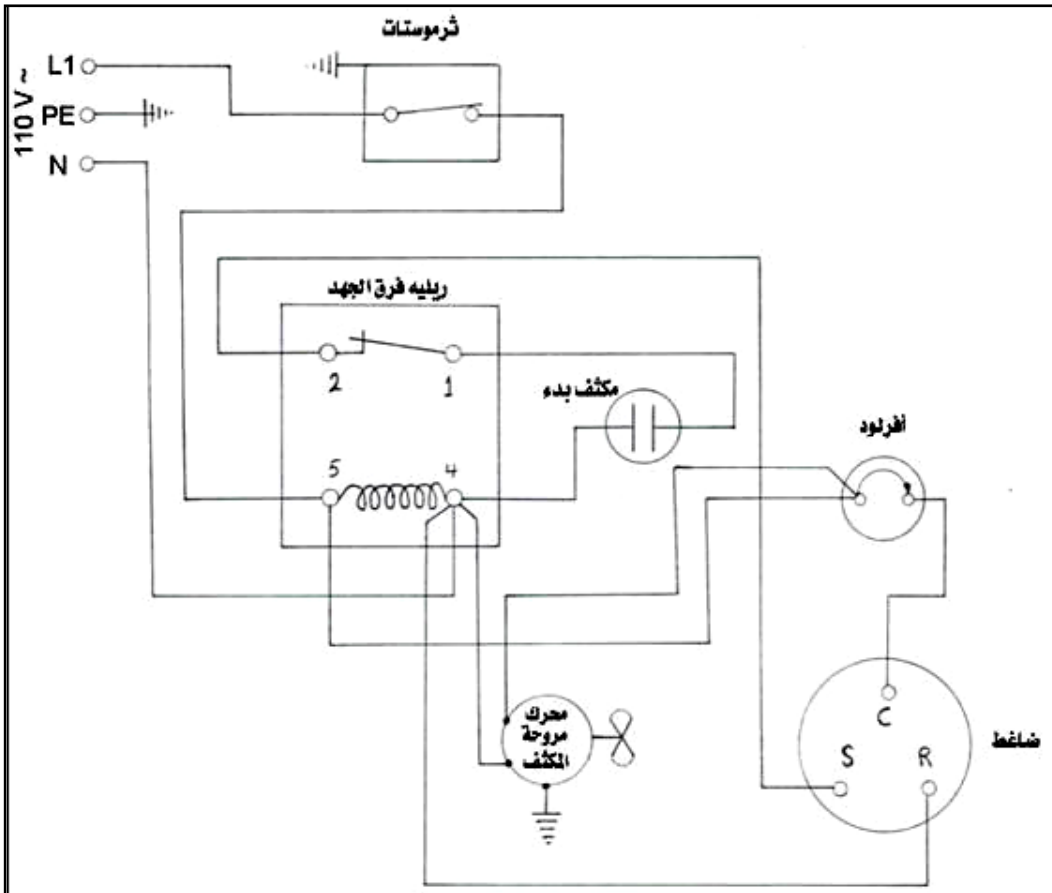 ثرموستات
110 V ~
L1
PE
N
ريليه فرق الجهد
2
1
مكثف بدء
أفرلود
5
4
محرك
مروحة
المكثف
C
S
R
ضاغط